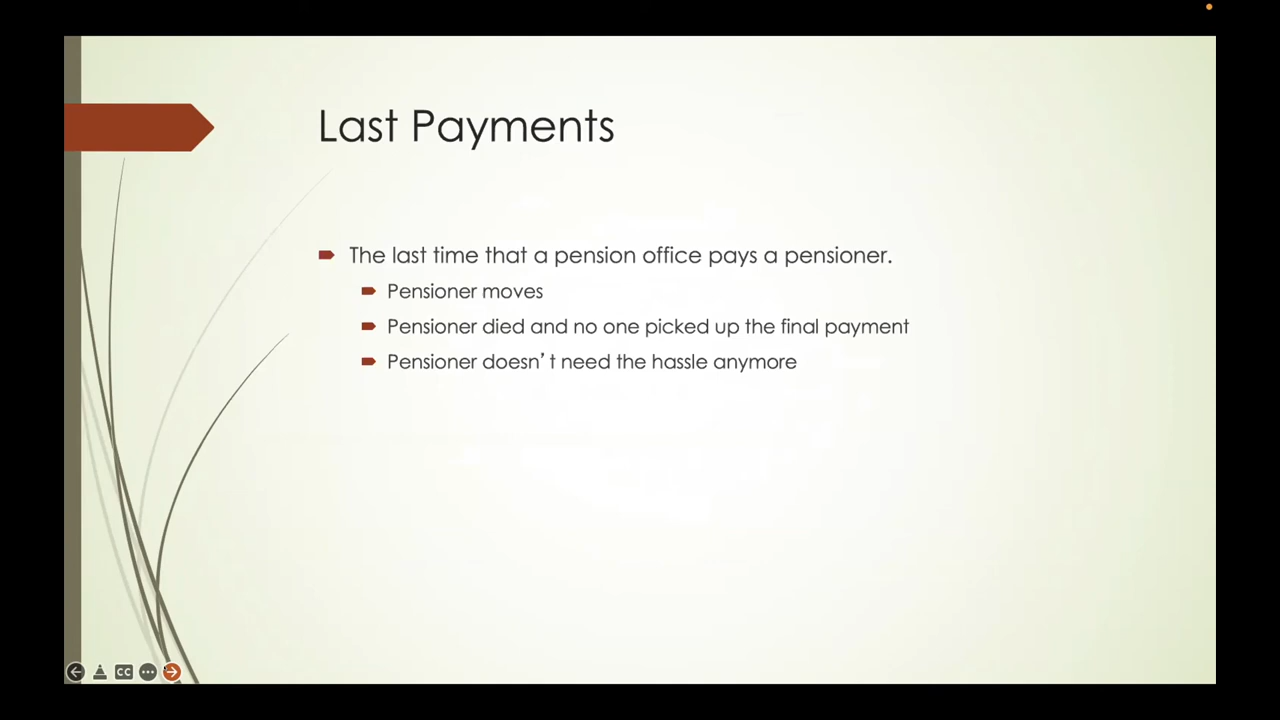 Last Payments
The last time that a pension office pays a pensioner.
Pensioner moves
Pensioner died and no one picked up the final payment
Pensioner doesn’t need the hassle anymore
CC